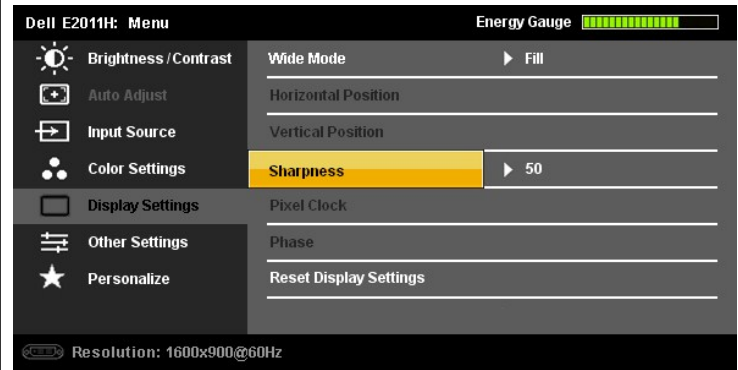 Dell E2011H: Menu Energy Gauge
Brightness / Contrast Wide Mode Fill
Auto Adjust Horizontal Position
Input Source Vertical Position
Color Settings Sharpness 50
Display Settings Pixel Clock
Other Settings Phase
Personalize Reset Display Settings
Resolution: 1600x900@60Hz